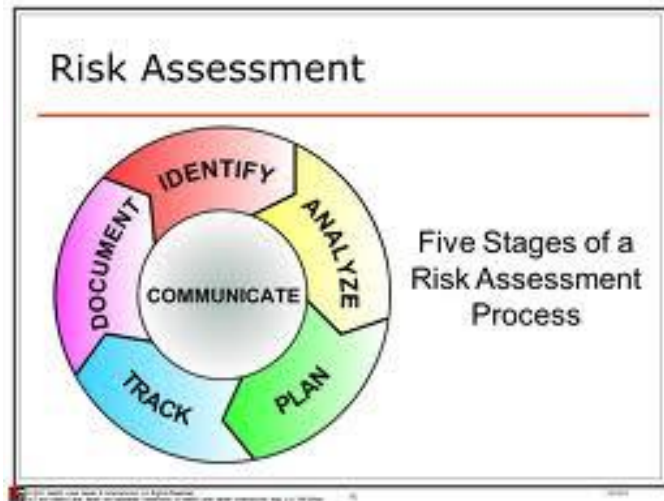 Risk Assessment
IDENTIFY
ANALYZE
PLAN
TRACK
DOCUMENT
COMMUNICATE
Five Stages of a
Risk Assessment
Process